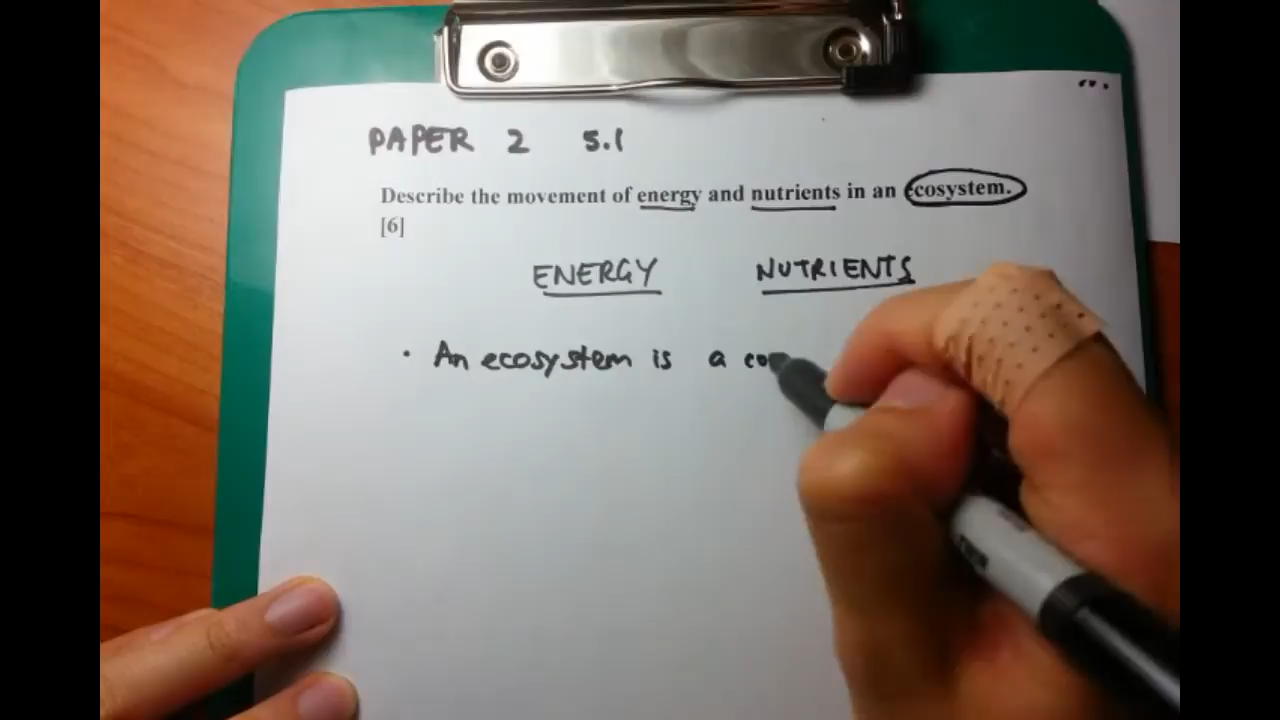 PAPER 2 5.1
Describe the movement of energy and nutrients in an ecosystem.
[6]
ENERGY NUTRIENTS
• An ecosystem is a co